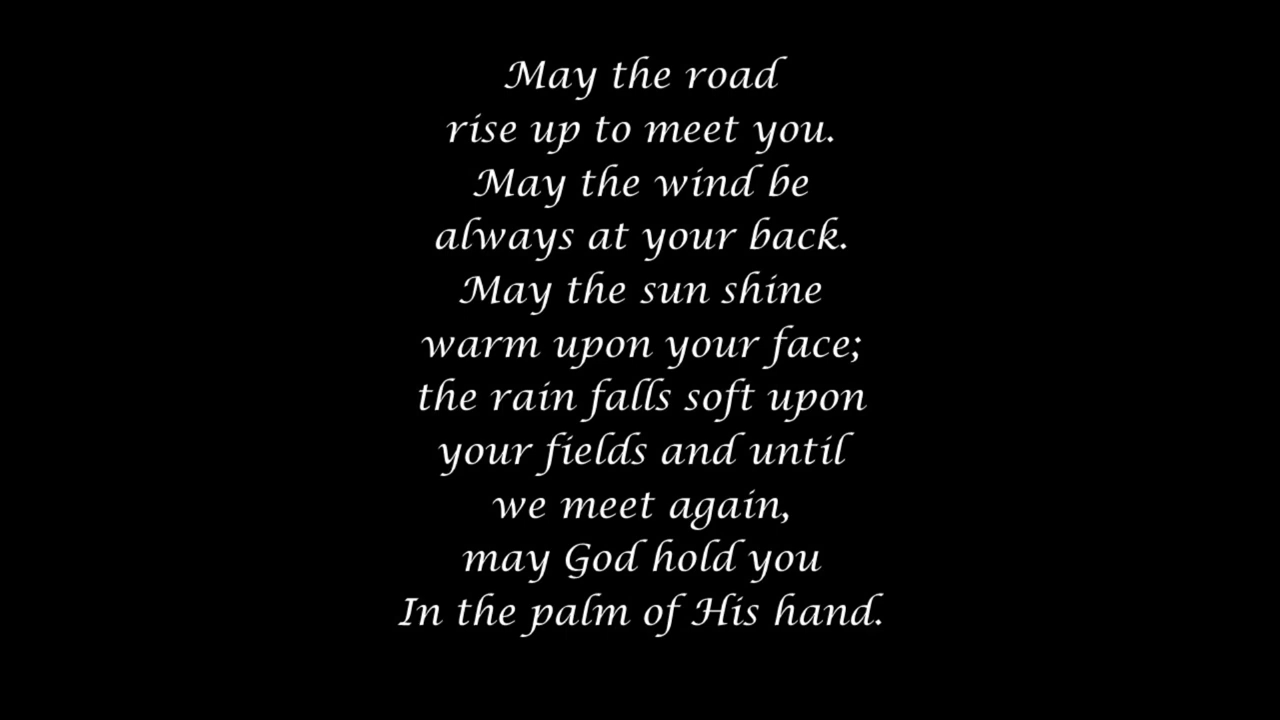 May the road
rise up to meet you.
May the wind be
always at your back.
May the sun shine
warm upon your face;
the rain falls soft upon
your fields and until
we meet again,
may God hold you
In the palm of His hand.